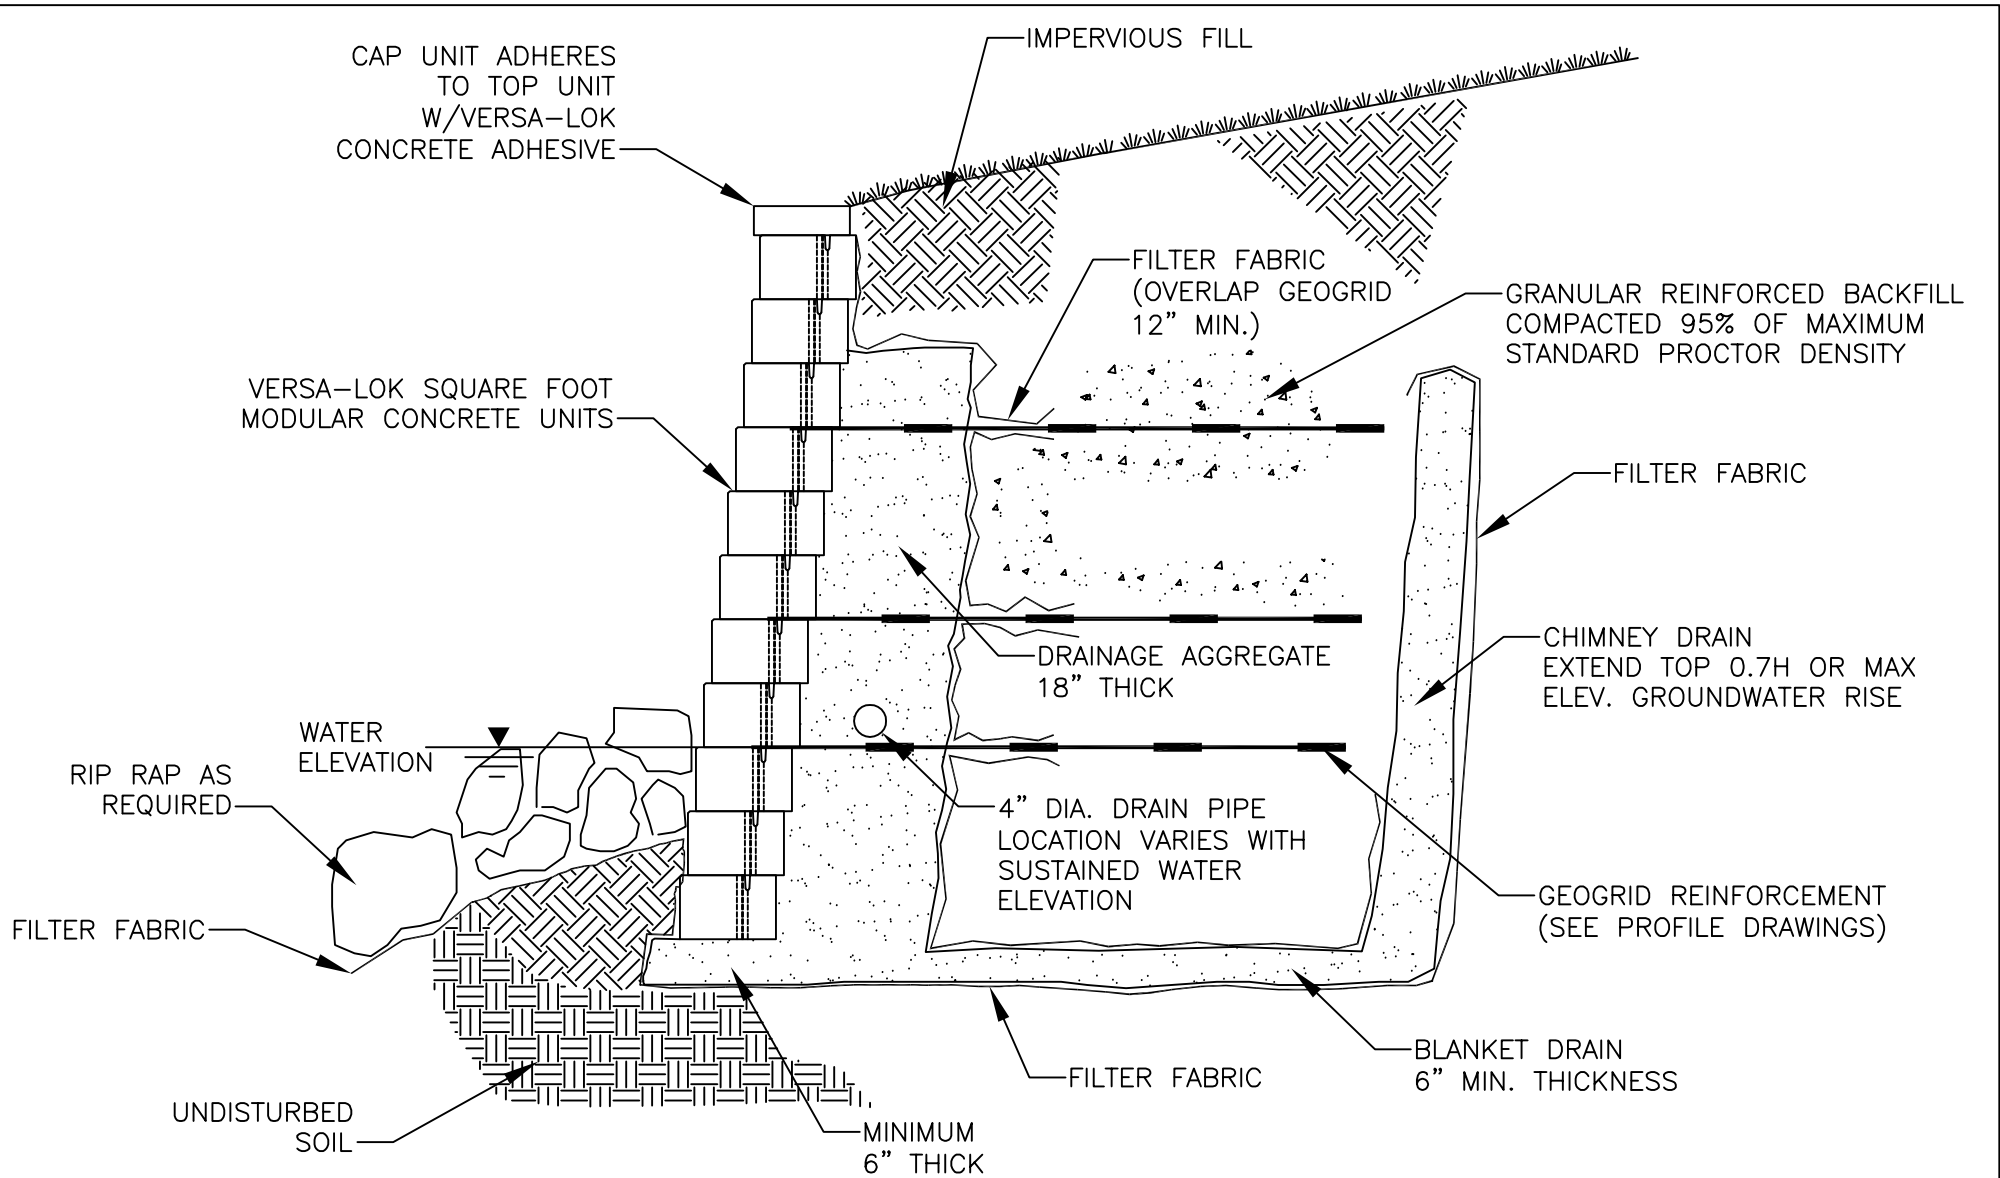 CAP UNIT ADHERES
TO TOP UNIT
W/VERSA-LOK
CONCRETE ADHESIVE
IMPERVIOUS FILL
FILTER FABRIC
(OVERLAP GEOGRID
12" MIN.)
GRANULAR REINFORCED BACKFILL
COMPACTED 95% OF MAXIMUM
STANDARD PROCTOR DENSITY
VERSA-LOK SQUARE FOOT
MODULAR CONCRETE UNITS
FILTER FABRIC
DRAINAGE AGGREGATE
18" THICK
CHIMNEY DRAIN
EXTEND TOP 0.7H OR MAX
ELEV. GROUNDWATER RISE
WATER
ELEVATION
RIP RAP AS
REQUIRED
4" DIA. DRAIN PIPE
LOCATION VARIES WITH
SUSTAINED WATER
ELEVATION
GEOGRID REINFORCEMENT
(SEE PROFILE DRAWINGS)
FILTER FABRIC
BLANKET DRAIN
6" MIN. THICKNESS
FILTER FABRIC
UNDISTURBED
SOIL
MINIMUM
6" THICK